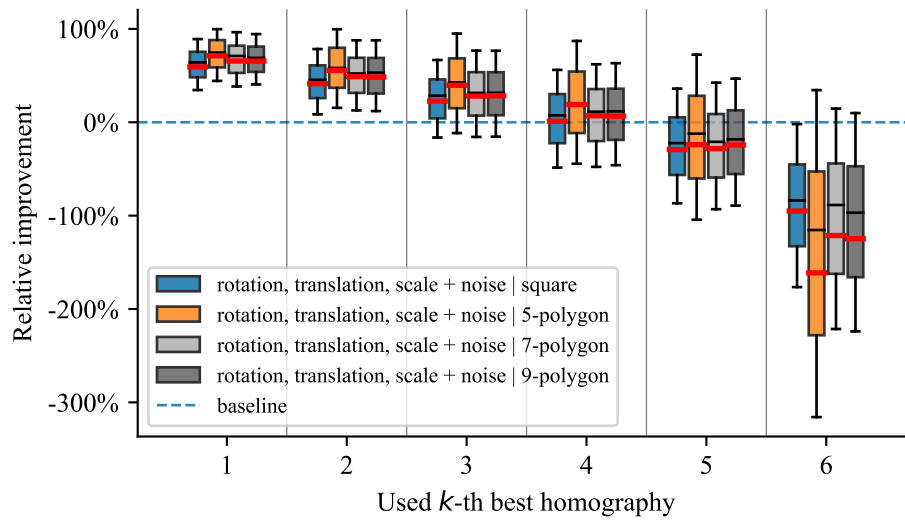 100%
0%
-100%
-200%
-300%
Relative improvement
rotation, translation, scale + noise | square
rotation, translation, scale + noise | 5-polygon
rotation, translation, scale + noise | 7-polygon
rotation, translation, scale + noise | 9-polygon
baseline
1 2 3 4 5 6
Used k-th best homography